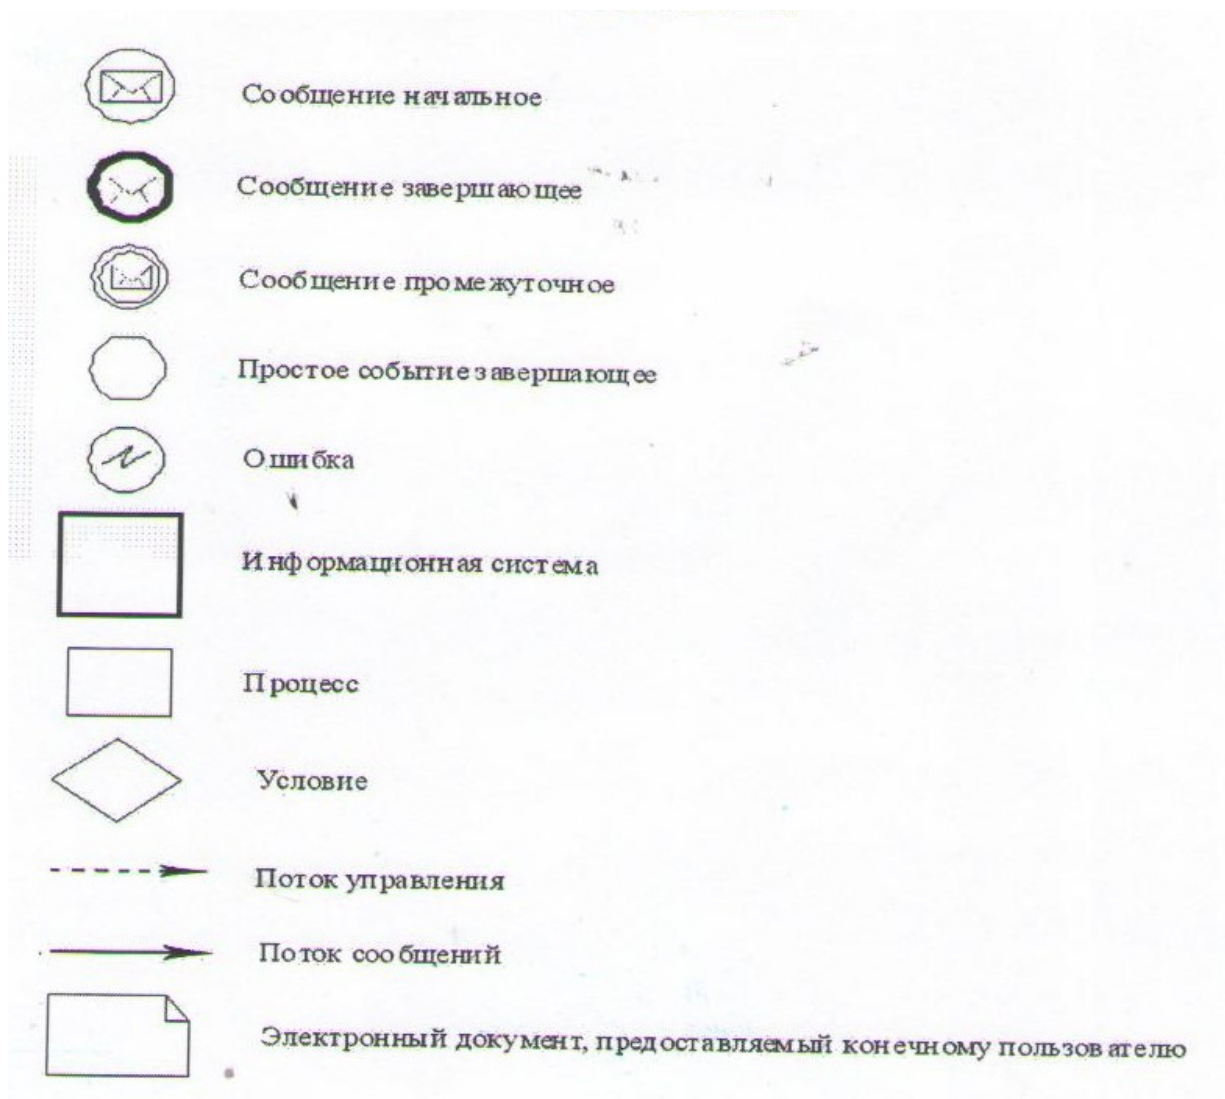 Сообщение начальное
Сообщение завершающее
Сообщение промежуточное
Простое событие завершающее
Ошибка
Информационная система
Процесс
Условие
Поток управления
Поток сообщений
Электронный документ, предоставляемый конечному пользователю